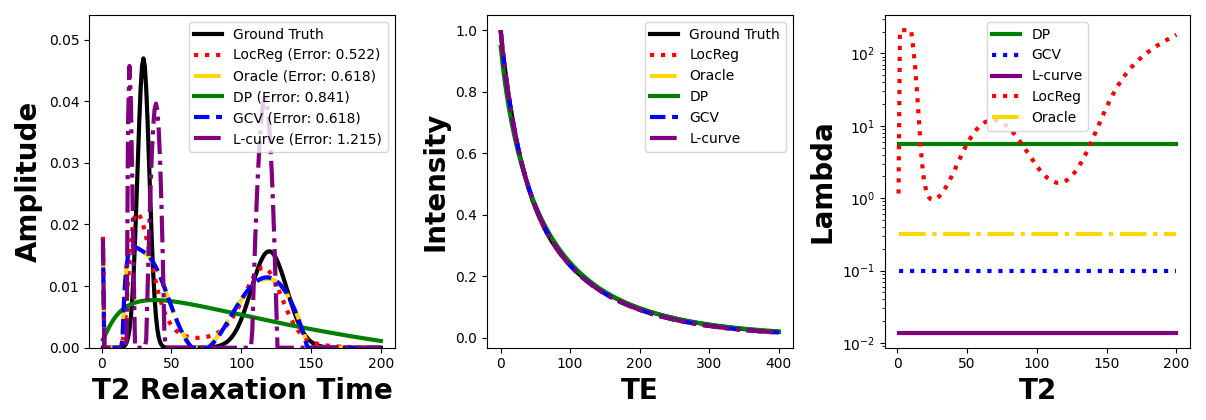 Amplitude
0.05
0.04
0.03
0.02
0.01
0.00
Ground Truth
LocReg (Error: 0.522)
Oracle (Error: 0.618)
DP (Error: 0.841)
GCV (Error: 0.618)
L-curve (Error: 1.215)
0 50 100 150 200
T2 Relaxation Time
Intensity
1.0
0.8
0.6
0.4
0.2
0.0
Ground Truth
LocReg
Oracle
DP
GCV
L-curve
0 100 200 300 400
TE
Lambda
10²
10¹
10⁰
10⁻¹
10⁻²
DP
GCV
L-curve
LocReg
Oracle
0 50 100 150 200
T2